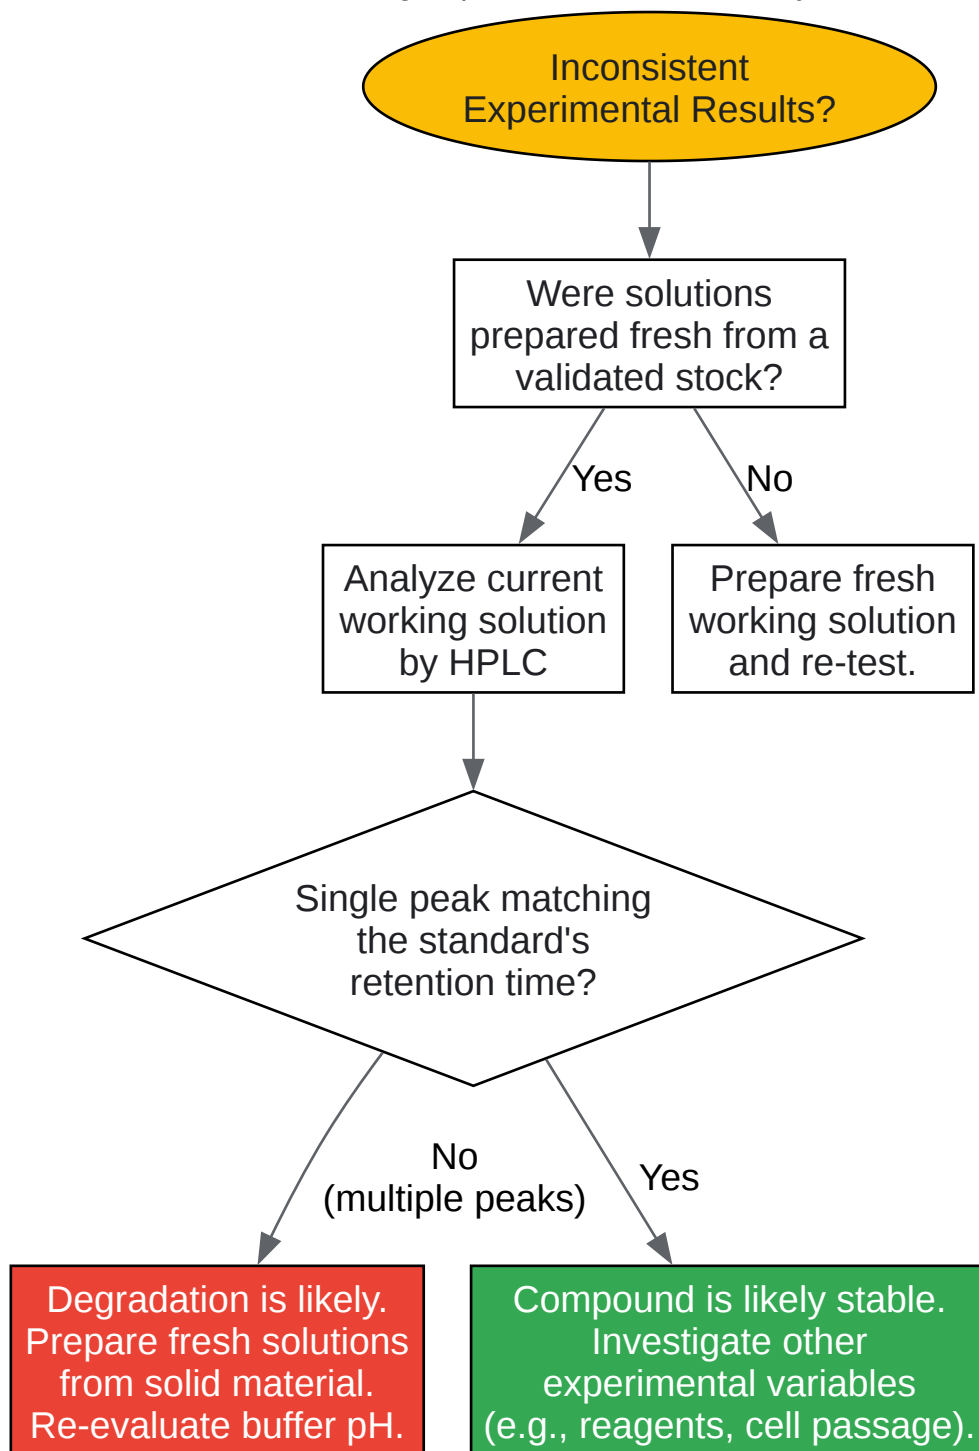 Inconsistent
Experimental Results?
Were solutions
prepared fresh from a
validated stock?
Yes
No
Analyze current
working solution
by HPLC
Prepare fresh
working solution
and re-test.
Single peak matching
the standard's
retention time?
No
(multiple peaks)
Yes
Degradation is likely.
Prepare fresh solutions
from solid material.
Re-evaluate buffer pH.
Compound is likely stable.
Investigate other
experimental variables
(e.g., reagents, cell passage).